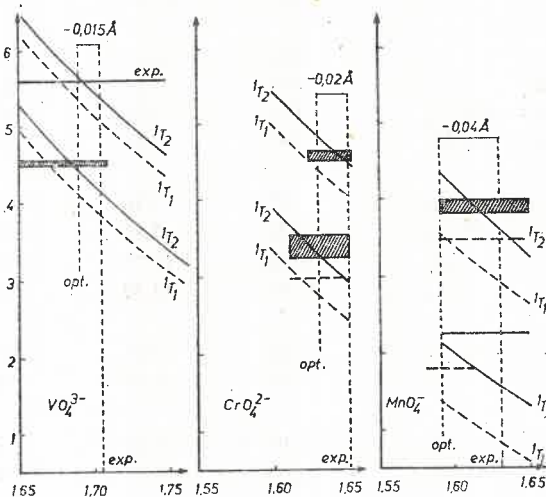 -0,015Å
exp.
¹T₂
¹T₁
¹T₂
¹T₁
opt.
VO₄³⁻
exp.
6
5
4
3
2
1
1,65
1,70
1,75
-0,02Å
¹T₂
¹T₁
¹T₂
¹T₁
opt.
CrO₄²⁻
exp.
1,55
1,60
1,65
-0,04Å
¹T₂
¹T₁
¹T
¹T₁
MnO₄⁻
opt.
exp.
1,55
1,60
1,65